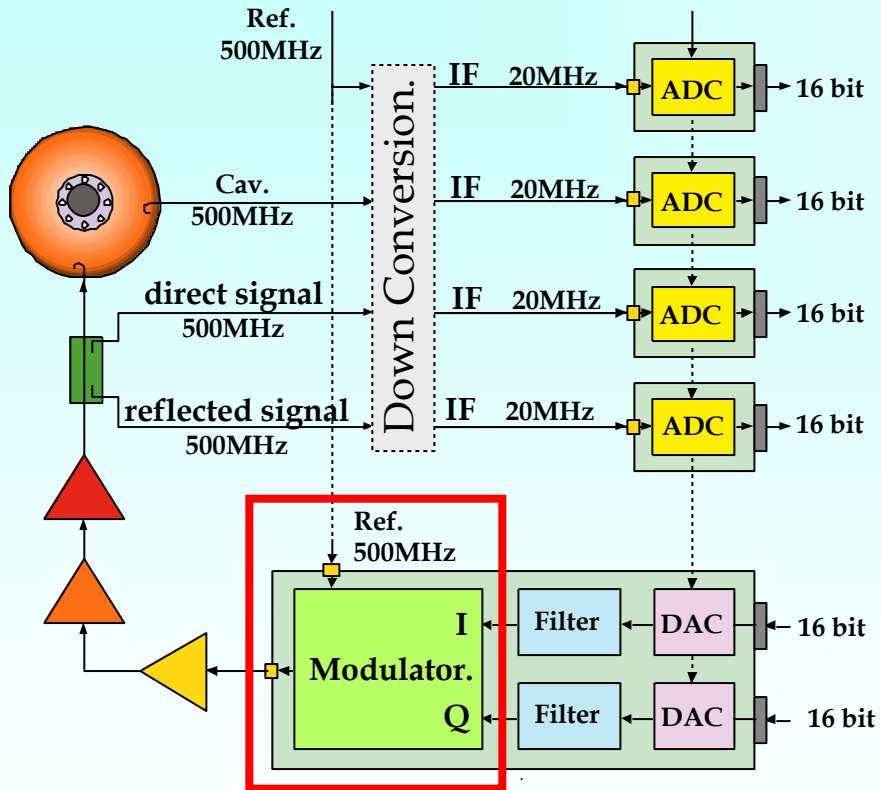 Ref.
500MHz
IF 20MHz
ADC
16 bit
Cav.
500MHz
IF 20MHz
ADC
16 bit
Down Conversion.
direct signal
500MHz
IF 20MHz
ADC
16 bit
reflected signal
500MHz
IF 20MHz
ADC
16 bit
Ref.
500MHz
I
Filter
DAC
16 bit
Modulator.
Q
Filter
DAC
16 bit